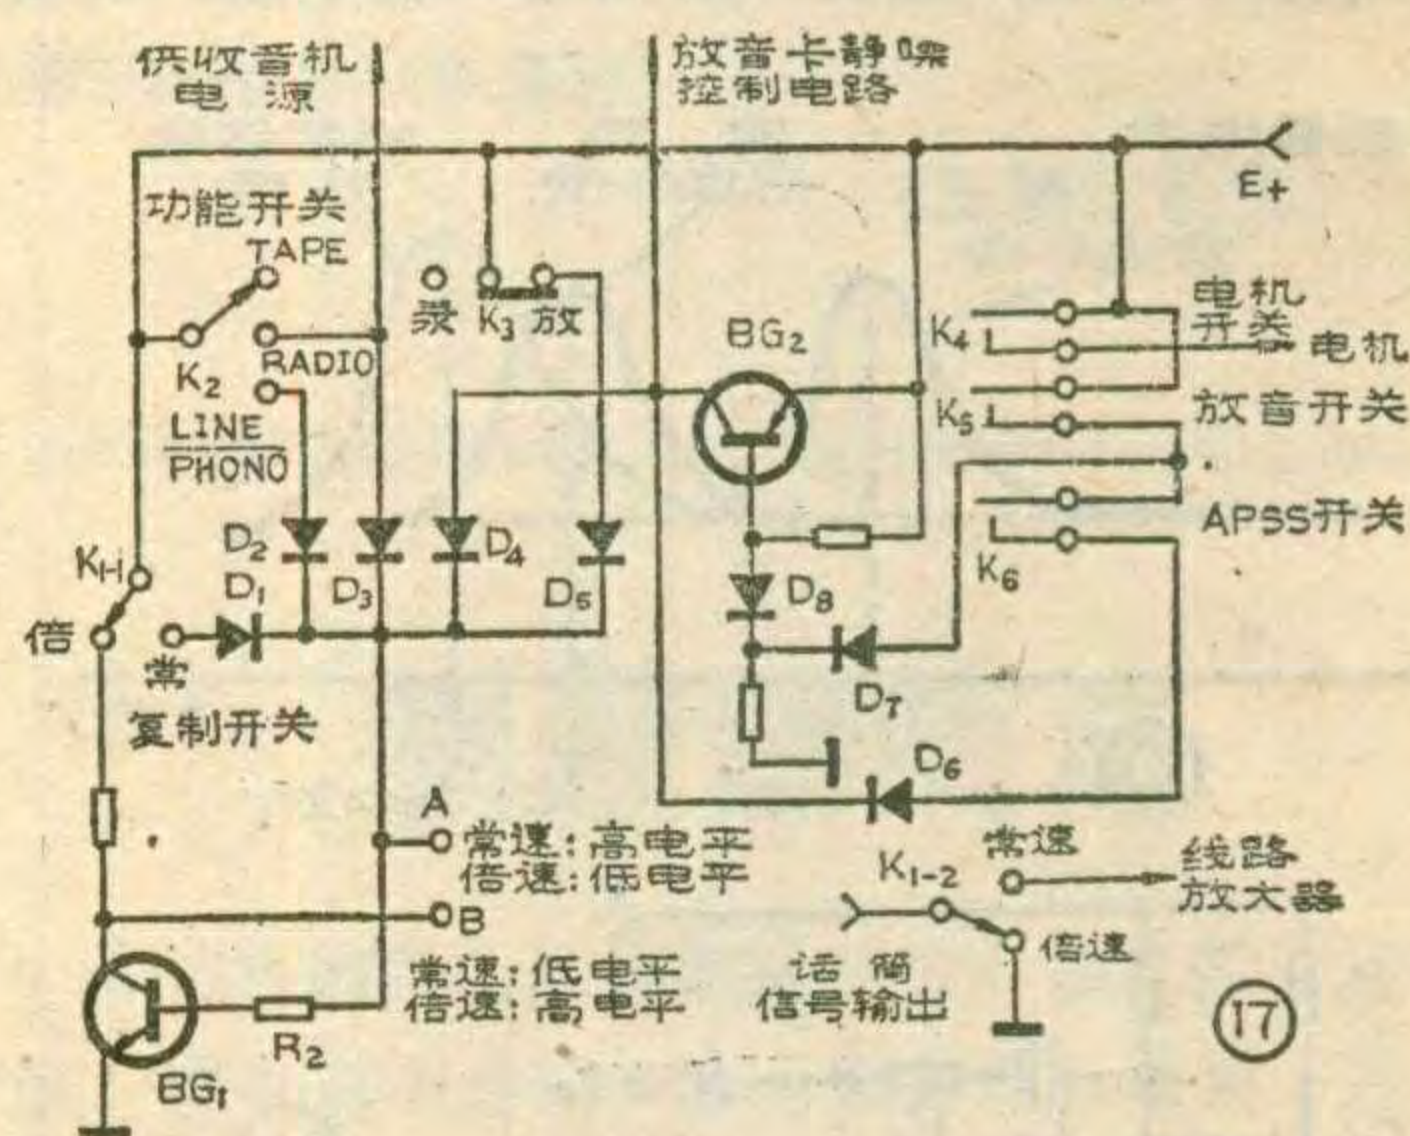 供收音机
电 源
放音卡静噪
控制电路
E+
功能开关
TAPE
RADIO
K2
LINE
PHONO
录 K3 放
BG2
K4
电机
开关
电机
K5
放音开关
K6
APSS开关
D2
D1
D3
D4
D5
D8
D7
D6
K1-1
倍
常
复制开关
A
常速:高电平
倍速:低电平
B
常速:低电平
倍速:高电平
K1-2
常速
线路
放大器
倍速
话筒
信号输出
R2
BG1
17